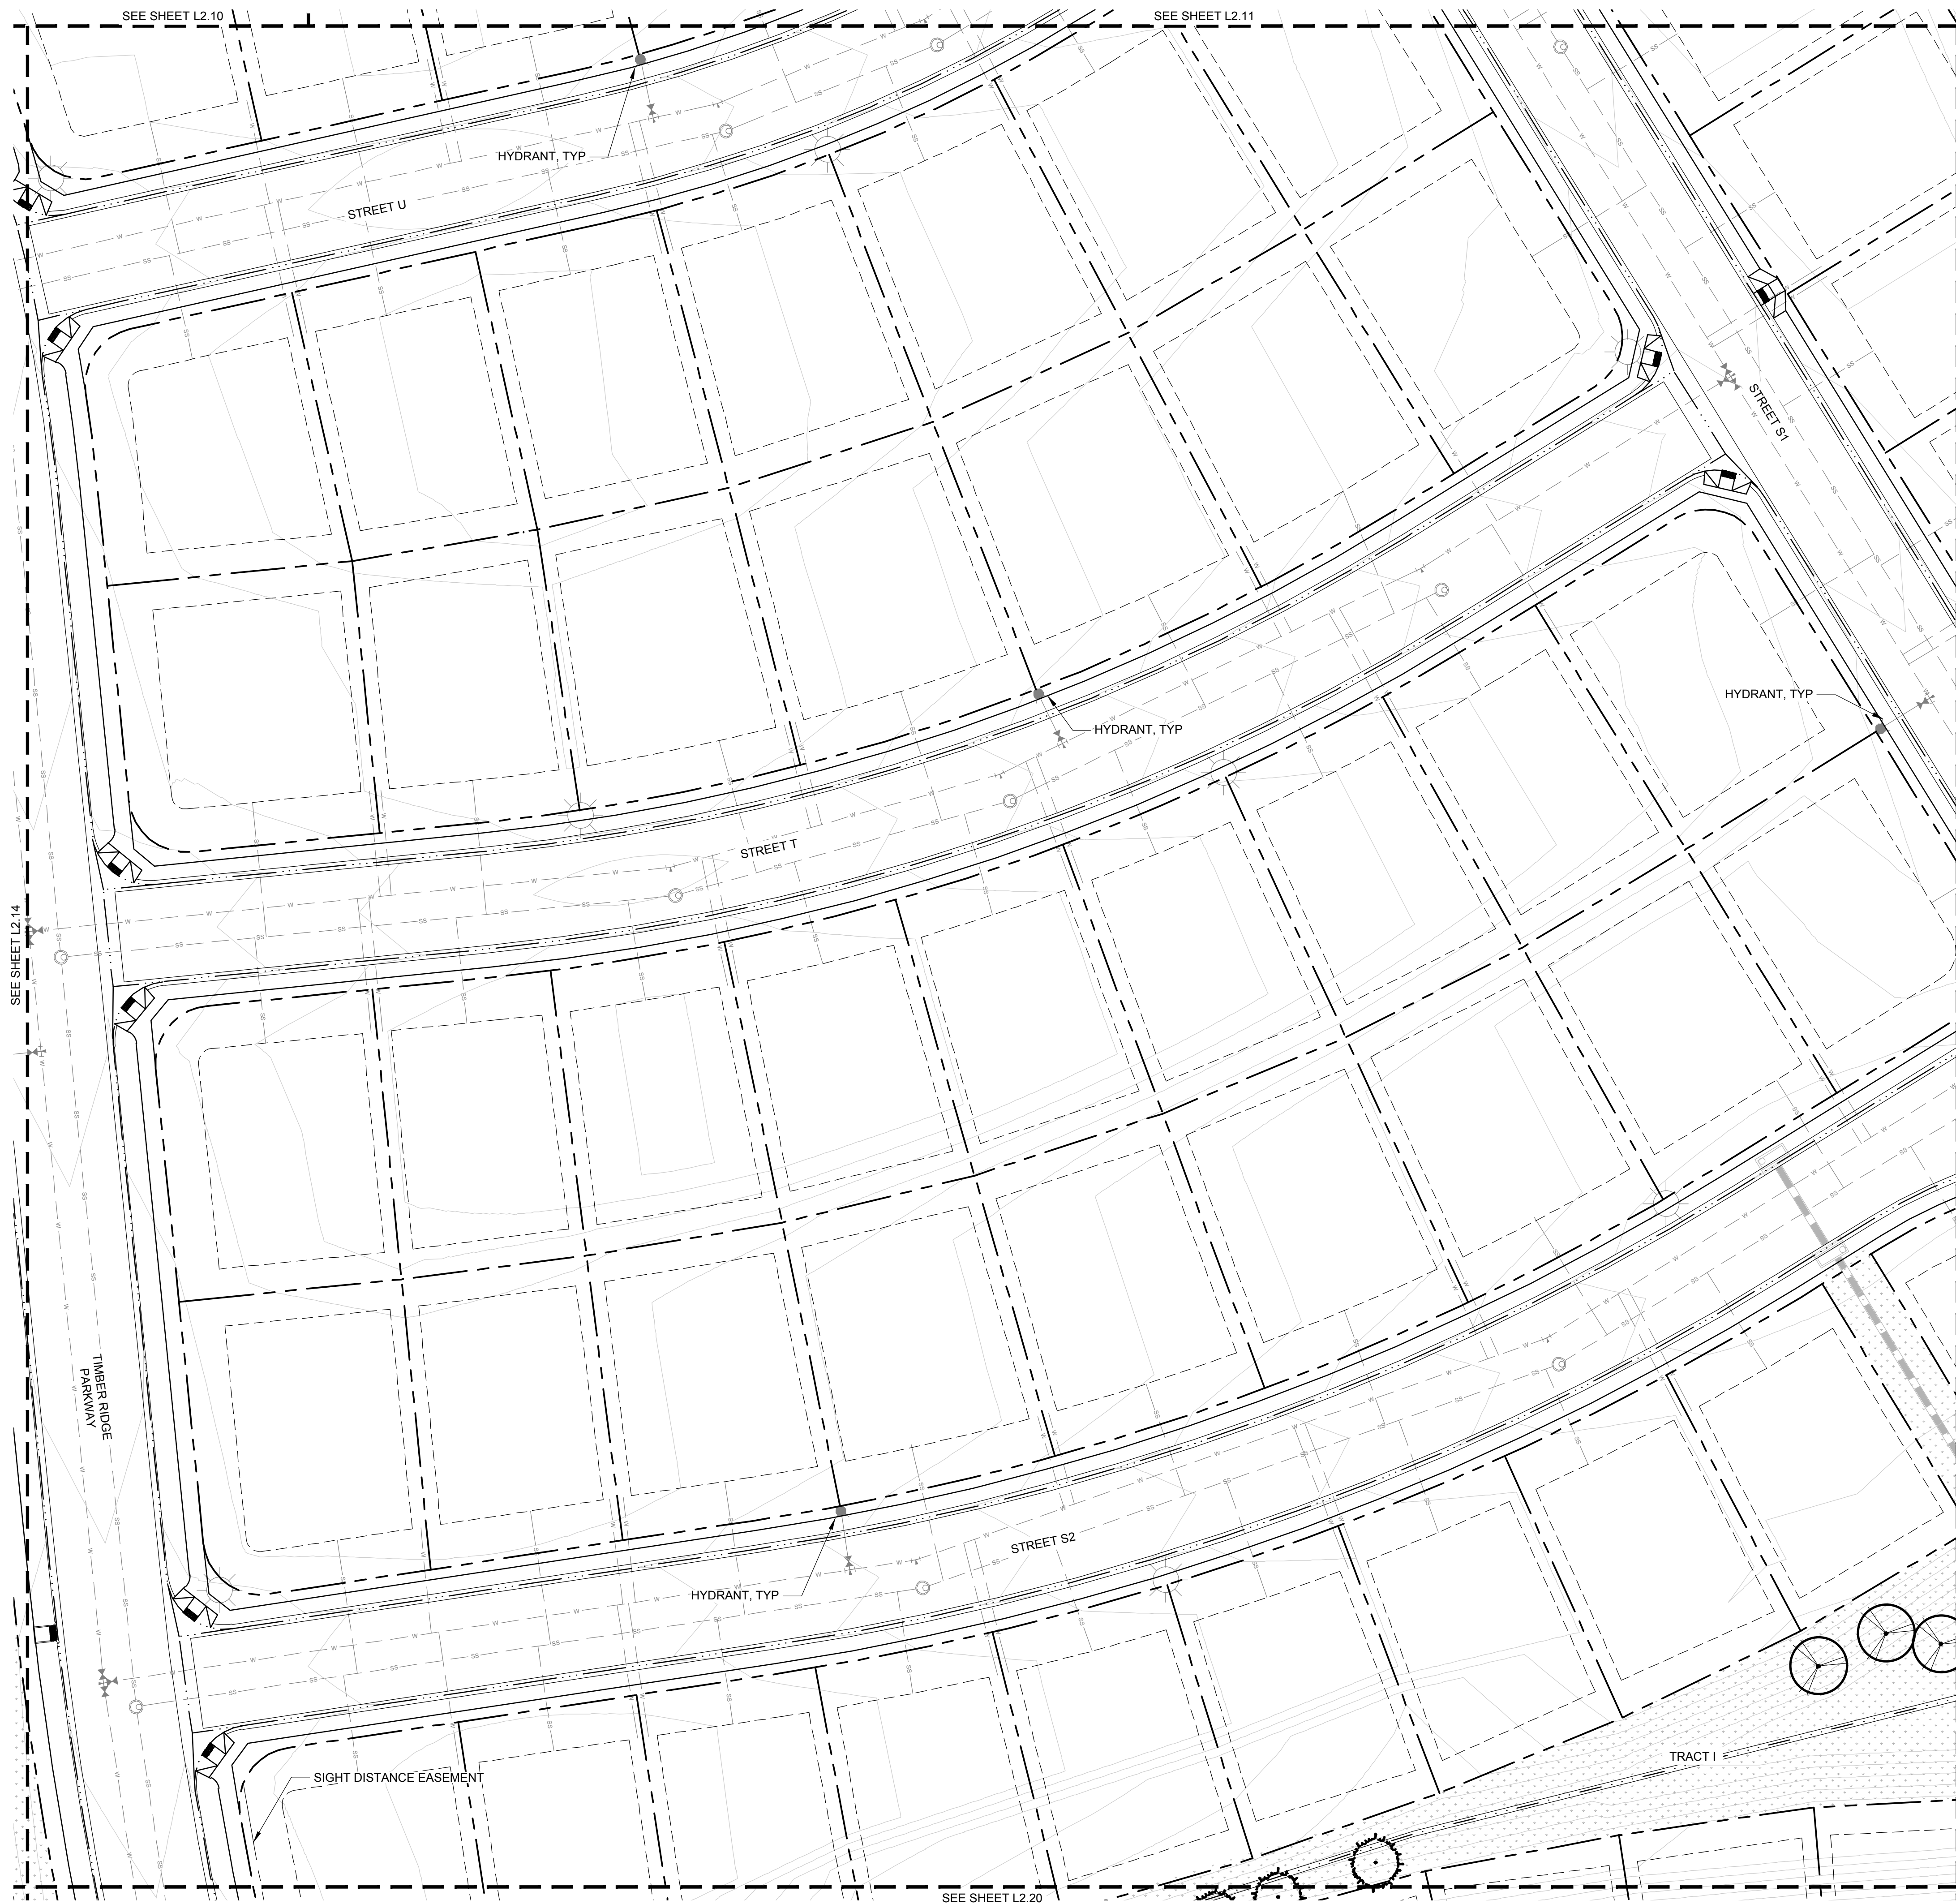 SEE SHEET L2.10
SEE SHEET L2.11
HYDRANT, TYP
STREET U
STREET S1
HYDRANT, TYP
HYDRANT, TYP
STREET T
SEE SHEET L2.14
TIMBER RIDGE
PARKWAY
STREET S2
HYDRANT, TYP
TRACT I
SIGHT DISTANCE EASEMENT
SEE SHEET L2.20